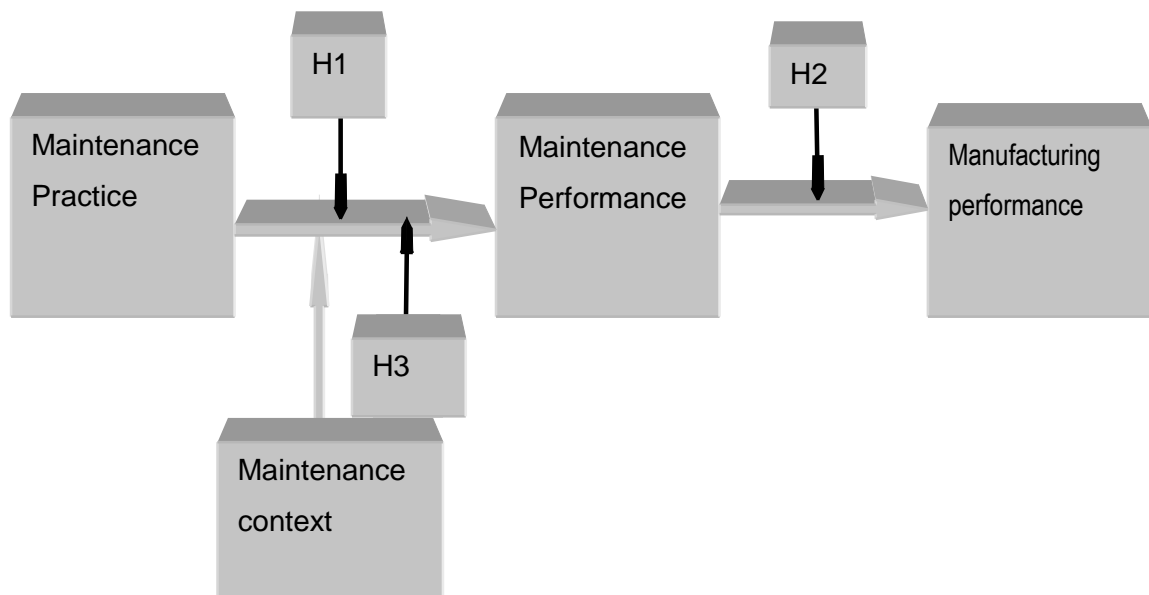 H1
H2
Maintenance
Practice
Maintenance
Performance
Manufacturing
performance
H3
Maintenance
context